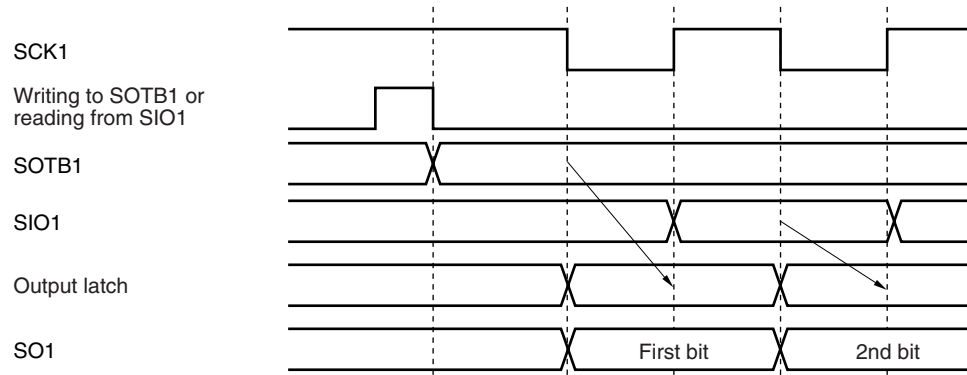 SCK1
Writing to SOTB1 or
reading from SIO1
SOTB1
SIO1
Output latch
SO1
First bit
2nd bit